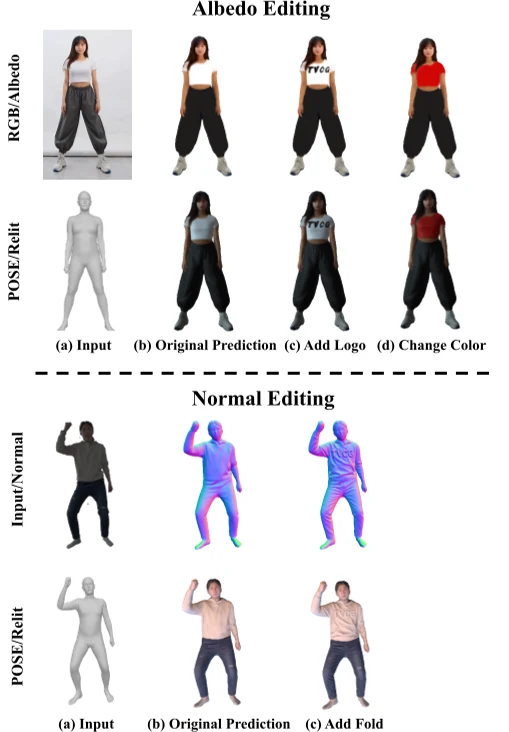 Albedo Editing
RGB/Albedo
TVCG
POSE/Relit
TVCG
(a) Input (b) Original Prediction (c) Add Logo (d) Change Color
Normal Editing
Input/Normal
TVCG
POSE/Relit
TVCG
(a) Input (b) Original Prediction (c) Add Fold